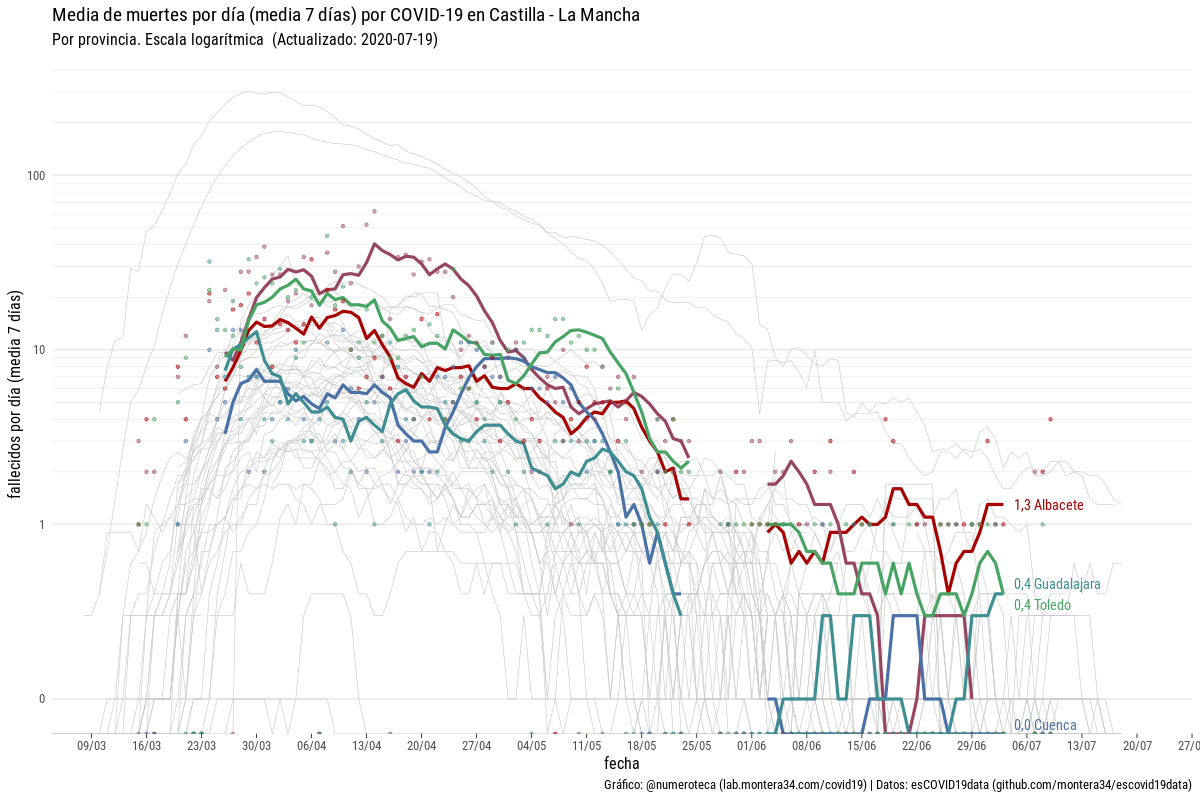 Media de muertes por día (media 7 días) por COVID-19 en Castilla - La Mancha
Por provincia. Escala logarítmica  (Actualizado: 2020-07-19)
fallecidos por día (media 7 días)
100
10
1
0
1,3 Albacete
0,4 Guadalajara
0,4 Toledo
0,0 Cuenca
09/03 16/03 23/03 30/03 06/04 13/04 20/04 27/04 04/05 11/05 18/05 25/05 01/06 08/06 15/06 22/06 29/06 06/07 13/07 20/07 27/0
fecha
Gráfico: @numeroteca (lab.montera34.com/covid19) | Datos: esCOVID19data (github.com/montera34/escovid19data)